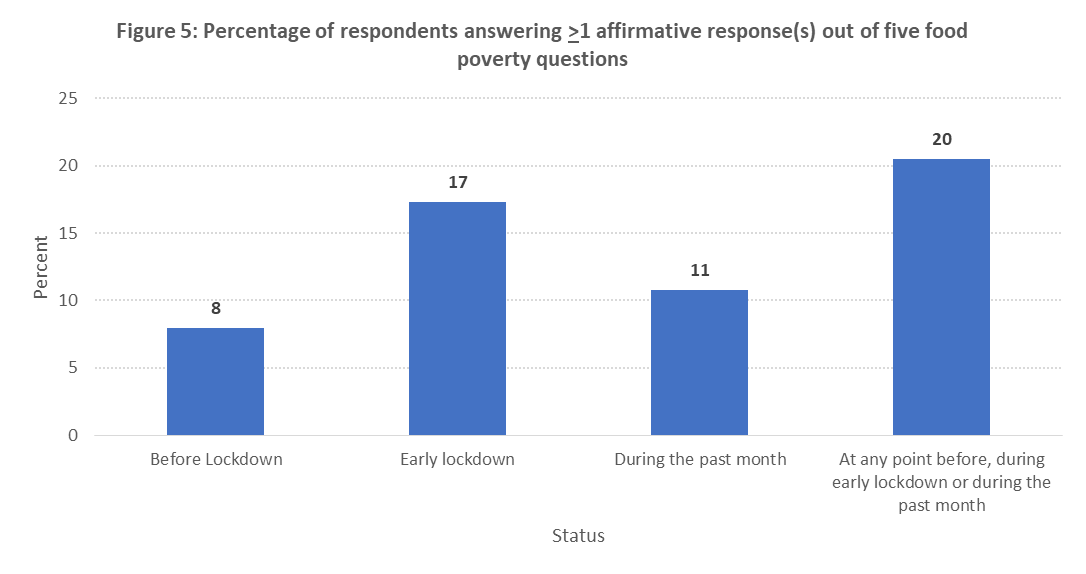 Figure 5: Percentage of respondents answering >1 affirmative response(s) out of five food
poverty questions
25
20
15
10
5
0
Percent
8
17
11
20
Before Lockdown
Early lockdown
During the past month
At any point before, during
early lockdown or during the
past month
Status